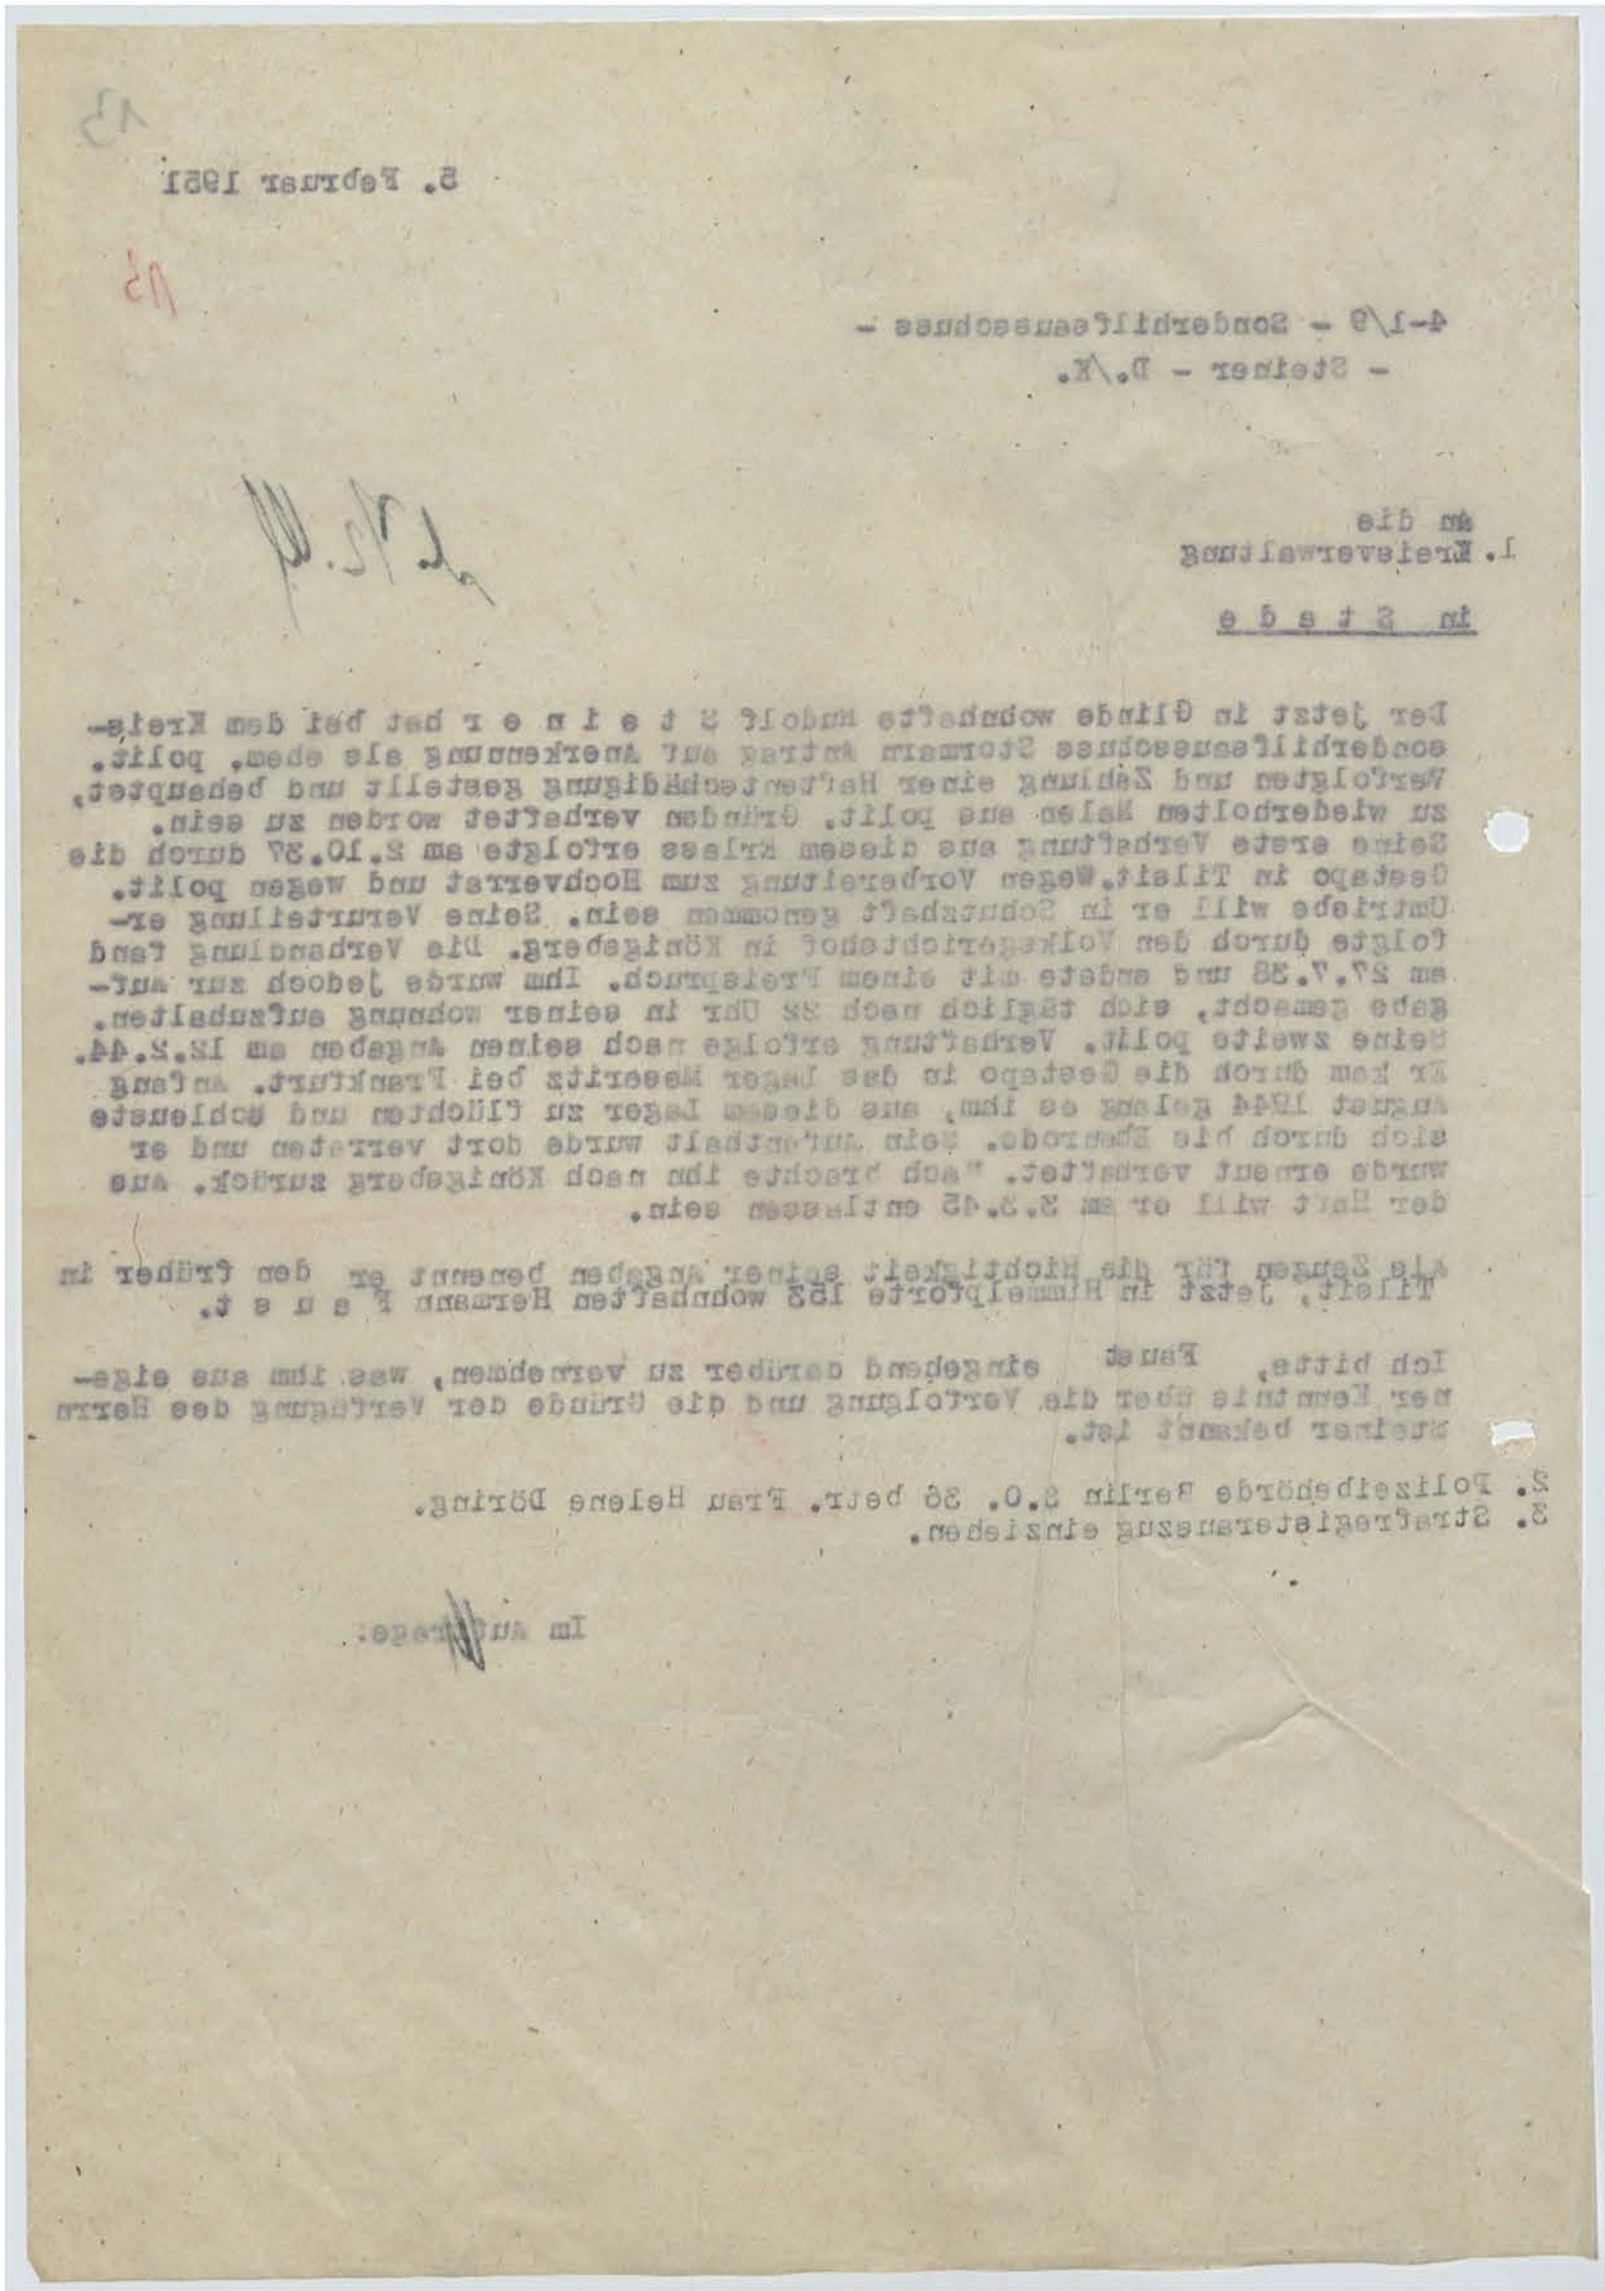 13
5. Februar 1951
13
4-1/9 - Sonderhilfsausschuss -
- Steiner - D./K.
An die
1. Kreisverwaltung
in S t a d e
Der jetzt in Glinde wohnhafte Rudolf S t e i n e r hat bei dem Kreis-
sonderhilfsausschuss Stormarn Antrag auf Anerkennung als ehem. polit.
Verfolgten und Zahlung einer Haftentschädigung gestellt und behauptet,
zu wiederholten Malen aus polit. Gründen verhaftet worden zu sein.
Seine erste Verhaftung aus diesem Erlass erfolgte am 2.10.37 durch die
Gestapo in Tilsit. Wegen Vorbereitung zum Hochverrat und wegen polit.
Umtriebe will er in Schutzhaft genommen sein. Seine Verurteilung er-
folgte durch den Volksgerichtshof in Königsberg. Die Verhandlung fand
am 27.7.38 und endete mit einem Freispruch. Ihm wurde jedoch zur Auf-
gabe gemacht, sich täglich nach 22 Uhr in seiner Wohnung aufzuhalten.
Seine zweite polit. Verhaftung erfolge nach seinen Angaben am 12.2.44.
Er kam durch die Gestapo in das Lager Meseritz bei Frankfurt. Anfang
August 1944 gelang es ihm, aus diesem Lager zu flüchten und schleuste
sich durch bis Ebenrode. Sein Aufenthalt wurde dort verraten und er
wurde erneut verhaftet. Mach brachte ihn nach Königsberg zurück. Aus
der Haft will er am 3.3.45 entlassen sein.
Als Zeugen für die Richtigkeit seiner Angaben benennt er den früher in
Tilsit, jetzt in Himmelpforte 153 wohnhaften Hermann F a u s t.
Ich bitte, Faust eingehend darüber zu vernehmen, was ihm aus eige-
ner Kenntnis über die Verfolgung und die Gründe der Verfügung des Herrn
Steiner bekannt ist.
2. Polizeibehörde Berlin S.O. 36 betr. Frau Helene Döring.
3. Strafregisterauszug einziehen.
Im Auftrage.